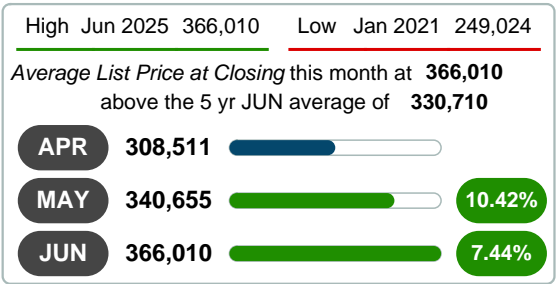 High Jun 2025 366,010 Low Jan 2021 249,024
Average List Price at Closing this month at 366,010
above the 5 yr JUN average of 330,710
APR 308,511
MAY 340,655 10.42%
JUN 366,010 7.44%